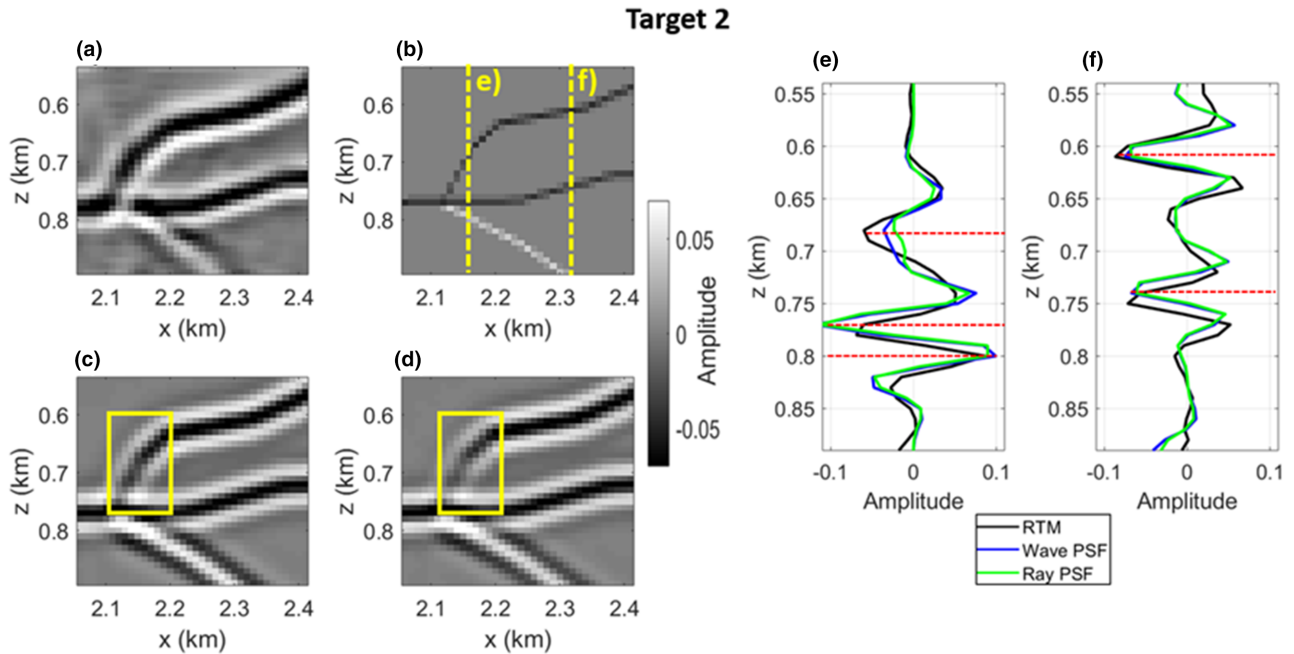 Target 2
(a)
0.6
0.7
0.8
z (km)
2.1 2.2 2.3 2.4
x (km)
(b)
e) f)
0.6
0.7
0.8
z (km)
2.1 2.2 2.3 2.4
x (km)
0.05
0
-0.05
Amplitude
(c)
0.6
0.7
0.8
z (km)
2.1 2.2 2.3 2.4
x (km)
(d)
0.6
0.7
0.8
z (km)
2.1 2.2 2.3 2.4
x (km)
(e)
0.55
0.6
0.65
0.7
0.75
0.8
0.85
z (km)
-0.1 0 0.1
Amplitude
(f)
0.55
0.6
0.65
0.7
0.75
0.8
0.85
z (km)
-0.1 0 0.1
Amplitude
RTM
Wave PSF
Ray PSF